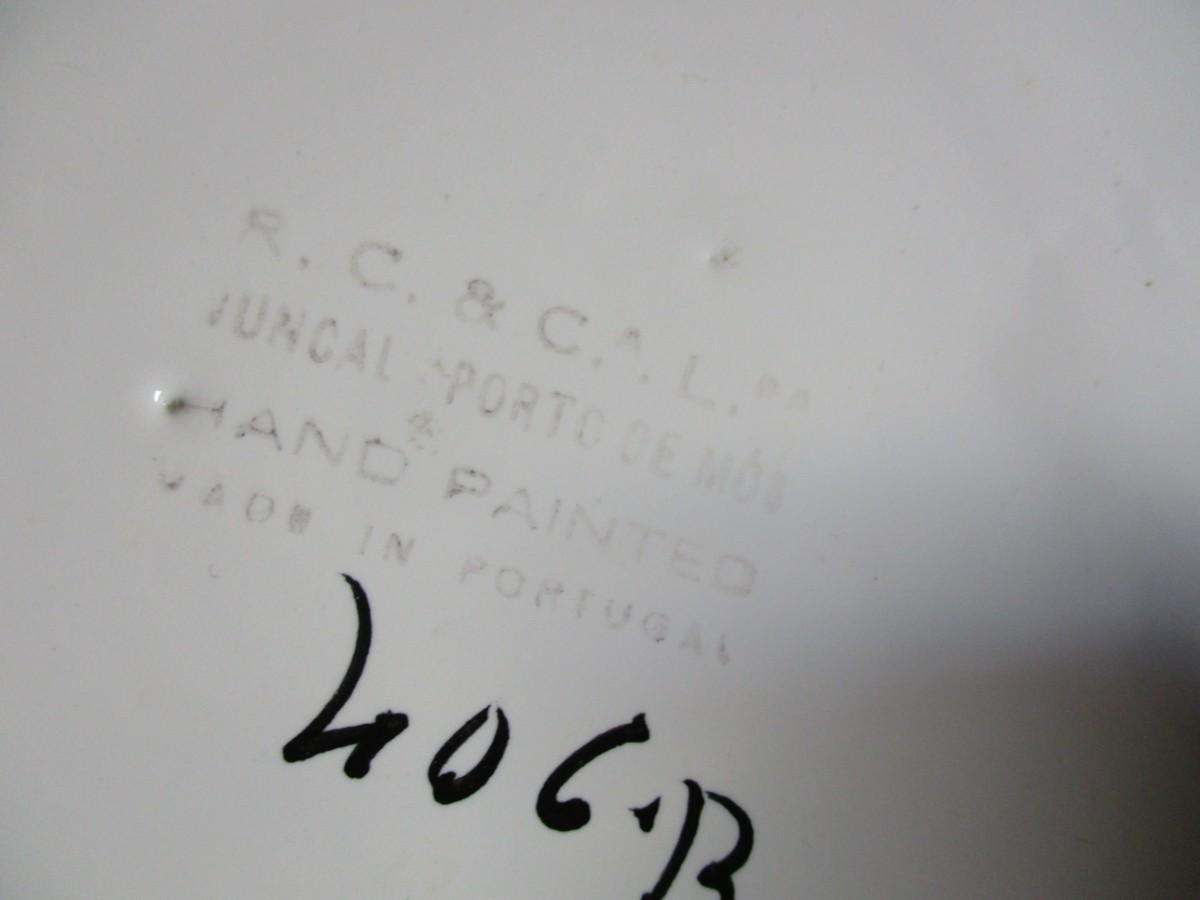 R. C. & C.ᴬ. L.ᴰᴬ
JUNCAL - PORTO DE MÓS
HAND PAINTED
MADE IN PORTUGAL
406.B